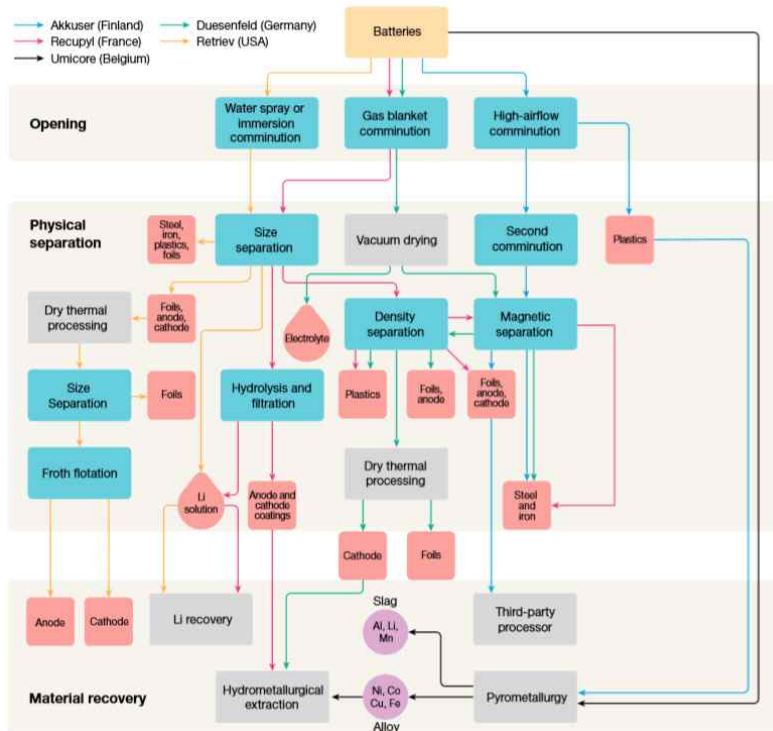 Akkuser (Finland)
Duesenfeld (Germany)
Recupyl (France)
Retriev (USA)
Umicore (Belgium)
Batteries
Opening
Water spray or
immersion
comminution
Gas blanket
comminution
High-airflow
comminution
Physical
separation
Steel,
iron,
plastics,
foils
Size
separation
Vacuum drying
Second
comminution
Plastics
Dry thermal
processing
Foils,
anode,
cathode
Electrolyte
Density
separation
Magnetic
separation
Size
Separation
Foils
Hydrolysis and
filtration
Plastics
Foils,
anode
Foils,
anode,
cathode
Froth flotation
Li
solution
Anode and
cathode
coatings
Dry thermal
processing
Steel
and
iron
Cathode
Foils
Anode
Cathode
Li recovery
Slag
Al, Li,
Mn
Third-party
processor
Material recovery
Hydrometallurgical
extraction
Ni, Co
Cu, Fe
Alloy
Pyrometallurgy